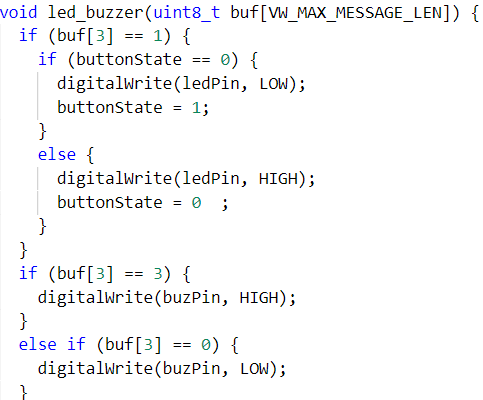 void led_buzzer(uint8_t buf[VW_MAX_MESSAGE_LEN]) {
  if (buf[3] == 1) {
    if (buttonState == 0) {
      digitalWrite(ledPin, LOW);
      buttonState = 1;
    }
    else {
      digitalWrite(ledPin, HIGH);
      buttonState = 0  ;
    }
  }
  if (buf[3] == 3) {
    digitalWrite(buzPin, HIGH);
  }
  else if (buf[3] == 0) {
    digitalWrite(buzPin, LOW);
  }